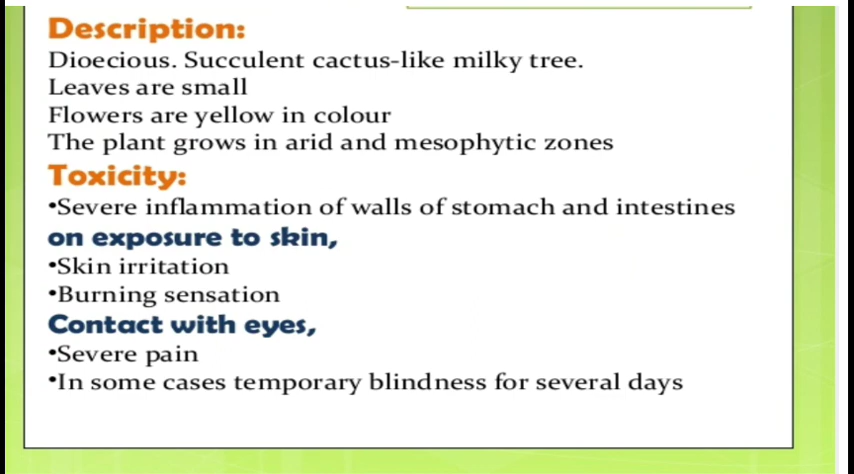 Description:
Dioecious. Succulent cactus-like milky tree.
Leaves are small
Flowers are yellow in colour
The plant grows in arid and mesophytic zones
Toxicity:
•Severe inflammation of walls of stomach and intestines
on exposure to skin,
•Skin irritation
•Burning sensation
Contact with eyes,
•Severe pain
•In some cases temporary blindness for several days